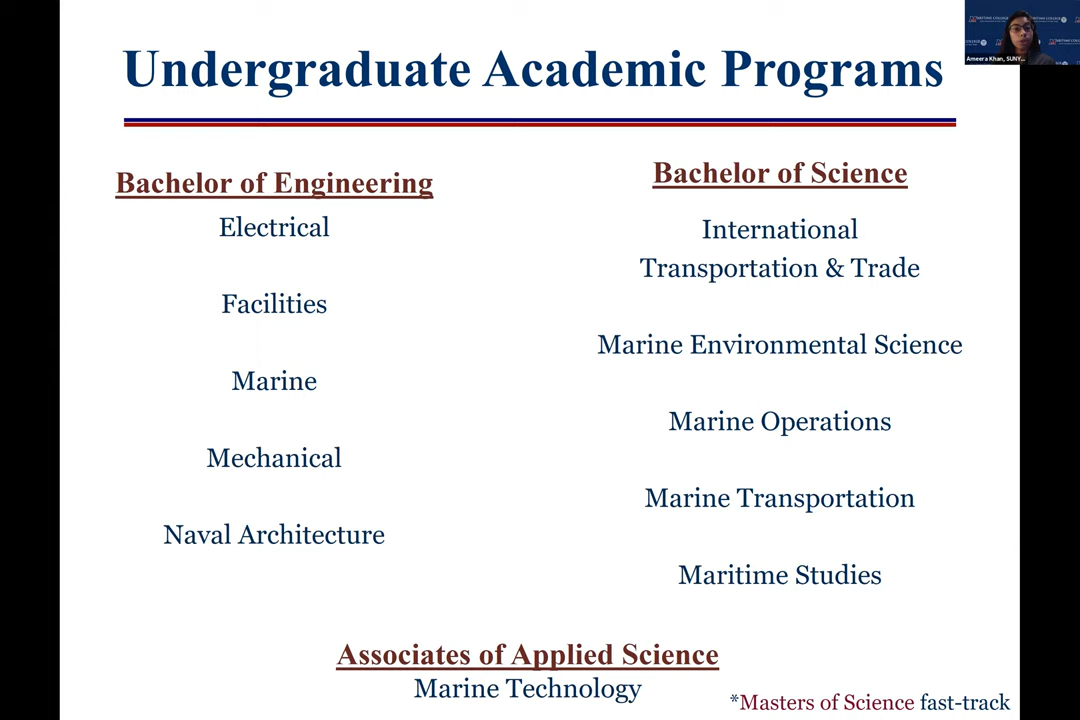 Undergraduate Academic Programs
Bachelor of Engineering
Electrical
Facilities
Marine
Mechanical
Naval Architecture
Bachelor of Science
International
Transportation & Trade
Marine Environmental Science
Marine Operations
Marine Transportation
Maritime Studies
Associates of Applied Science
Marine Technology
*Masters of Science fast-track
Ameera Khan, SUNY...